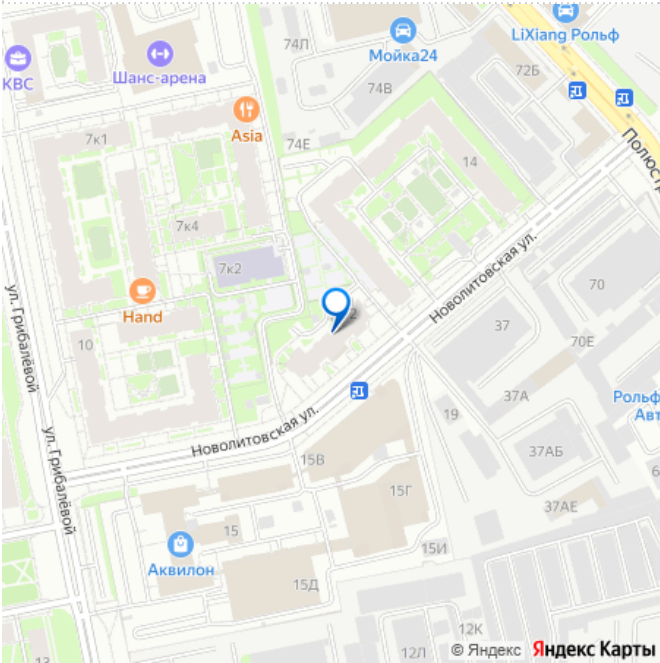 74Л
Мойка24
LiXiang Рольф
КВС
Шанс-арена
72Б
74В
Asia
7к1
74Е
14
Полюстр
7к4
ул. Грибалёвой
7к2
Новолитовская ул.
70
Hand
2
37
10
70Е
37А
Рольф
Авт
19
ул. Грибалёвой
Новолитовская ул.
37АБ
15В
6
15Г
37АЕ
15
15И
Аквилон
15Д
12К
12Л
© Яндекс Яндекс Карты
13